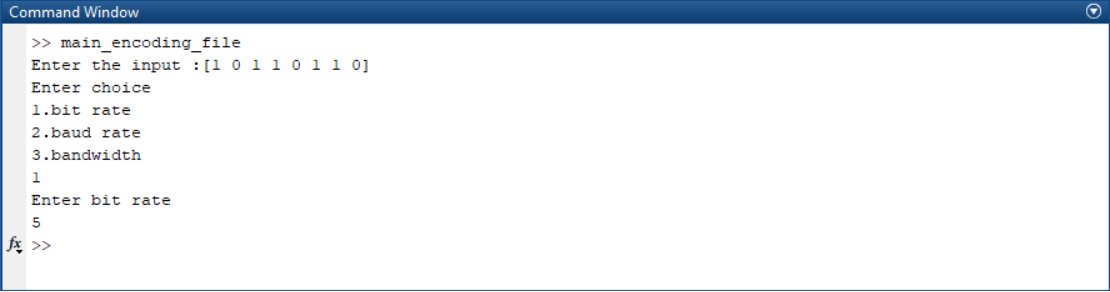 Command Window
>> main_encoding_file
Enter the input :[1 0 1 1 0 1 1 0]
Enter choice
1.bit rate
2.baud rate
3.bandwidth
1
Enter bit rate
5
fx >>